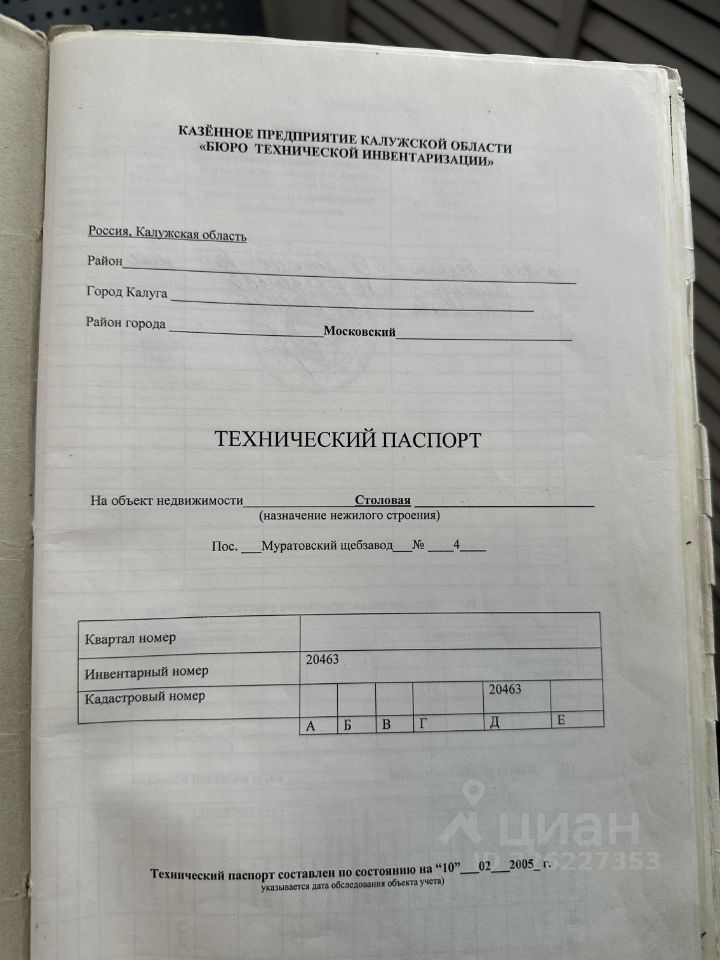 КАЗЁННОЕ ПРЕДПРИЯТИЕ КАЛУЖСКОЙ ОБЛАСТИ
«БЮРО ТЕХНИЧЕСКОЙ ИНВЕНТАРИЗАЦИИ»
Россия, Калужская область
Район
Город Калуга
Район города Московский
ТЕХНИЧЕСКИЙ ПАСПОРТ
На объект недвижимости Столовая
(назначение нежилого строения)
Пос. Муратовский щебзавод № 4
Квартал номер
Инвентарный номер 20463
Кадастровый номер 20463
А Б В Г Д Е
циан
Технический паспорт составлен по состоянию на “10” 02 2005 г.
указывается дата обследования объекта учета)